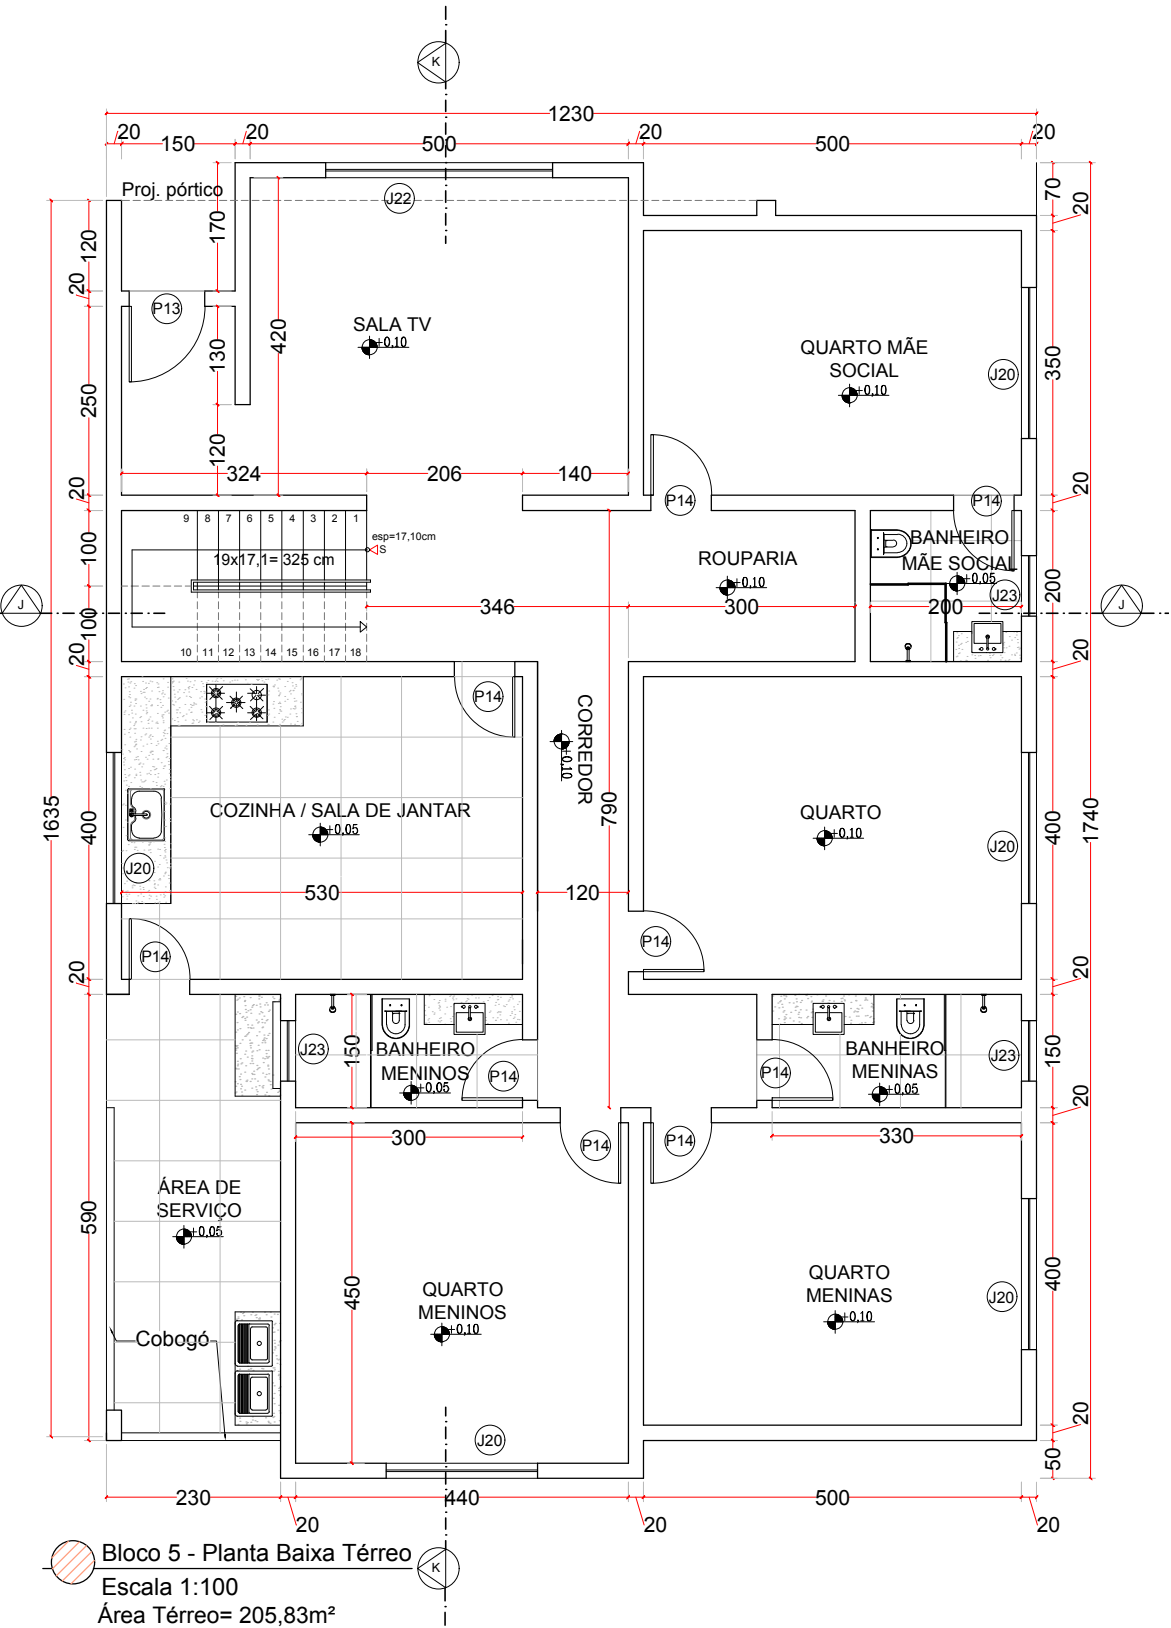 K
1230
20
150
20
500
20
500
20
Proj. pórtico
J22
70
20
120
170
20
P13
SALA TV
+0,10
QUARTO MÃE
SOCIAL
+0,10
J20
350
420
130
250
120
324
206
140
20
20
P14
P14
9 8 7 6 5 4 3 2 1
esp=17,10cm
S
19x17,1= 325 cm
100
ROUPARIA
+0,10
BANHEIRO
MÃE SOCIAL
+0,05
J23
200
J
346
300
200
J
100
10 11 12 13 14 15 16 17 18
20
20
P14
CORREDOR
+0,10
1635
400
COZINHA / SALA DE JANTAR
+0,05
760
QUARTO
+0,10
J20
400
1740
J20
530
120
P14
P14
20
20
J23
150
BANHEIRO
MENINOS
+0,05
P14
P14
BANHEIRO
MENINAS
+0,05
J23
150
20
300
P14
P14
330
590
ÁREA DE
SERVIÇO
+0,05
450
QUARTO
MENINOS
+0,10
QUARTO
MENINAS
+0,10
J20
400
Cobogó
J20
20
50
230
20
440
20
500
20
Bloco 5 - Planta Baixa Térreo
K
Escala 1:100
Área Térreo= 205,83m²